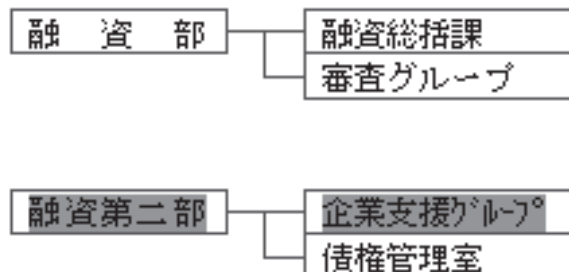 融資部 融資総括課
審査グループ
融資第二部 企業支援ｸﾞﾙｰﾌﾟ
債権管理室